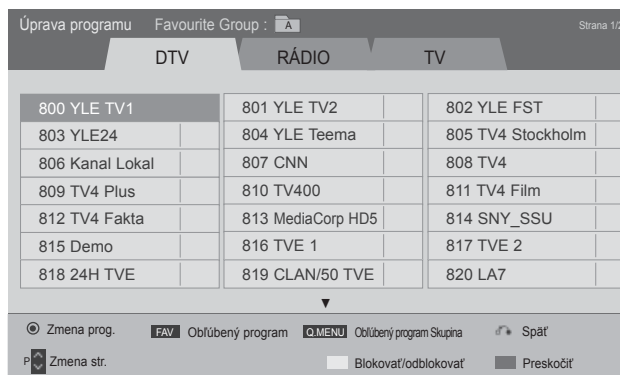 Úprava programu Favourite Group : A Strana 1/2
DTV RÁDIO TV
800 YLE TV1 801 YLE TV2 802 YLE FST
803 YLE24 804 YLE Teema 805 TV4 Stockholm
806 Kanal Lokal 807 CNN 808 TV4
809 TV4 Plus 810 TV400 811 TV4 Film
812 TV4 Fakta 813 MediaCorp HD5 814 SNY_SSU
815 Demo 816 TVE 1 817 TVE 2
818 24H TVE 819 CLAN/50 TVE 820 LA7
▼
Zmena prog. FAV Obľúbený program Q.MENU Obľúbený program Skupina Späť
P Zmena str. Blokovať/odblokovať Preskočiť